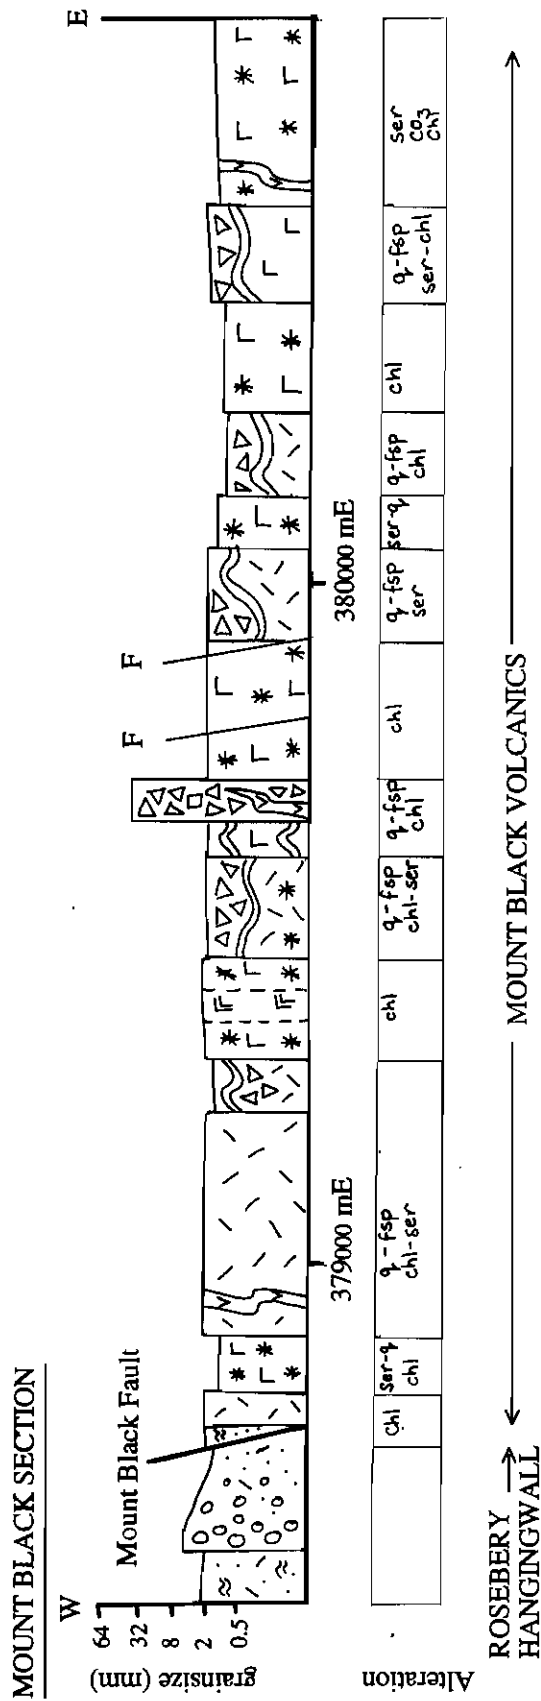 MOUNT BLACK SECTION
W
E
64
32
8
2
0.5
grainsize (mm)
Mount Black Fault
F
F
379000 mE
380000 mE
Alteration
chl
ser-q
chl
q-fsp
chl-ser
chl
q-fsp
chl-ser
q-fsp
chl
chl
q-fsp
ser
ser-q
q-fsp
chl
chl
q-fsp
ser-chl
ser
CO3
chl
ROSEBERY
HANGINGWALL
MOUNT BLACK VOLCANICS